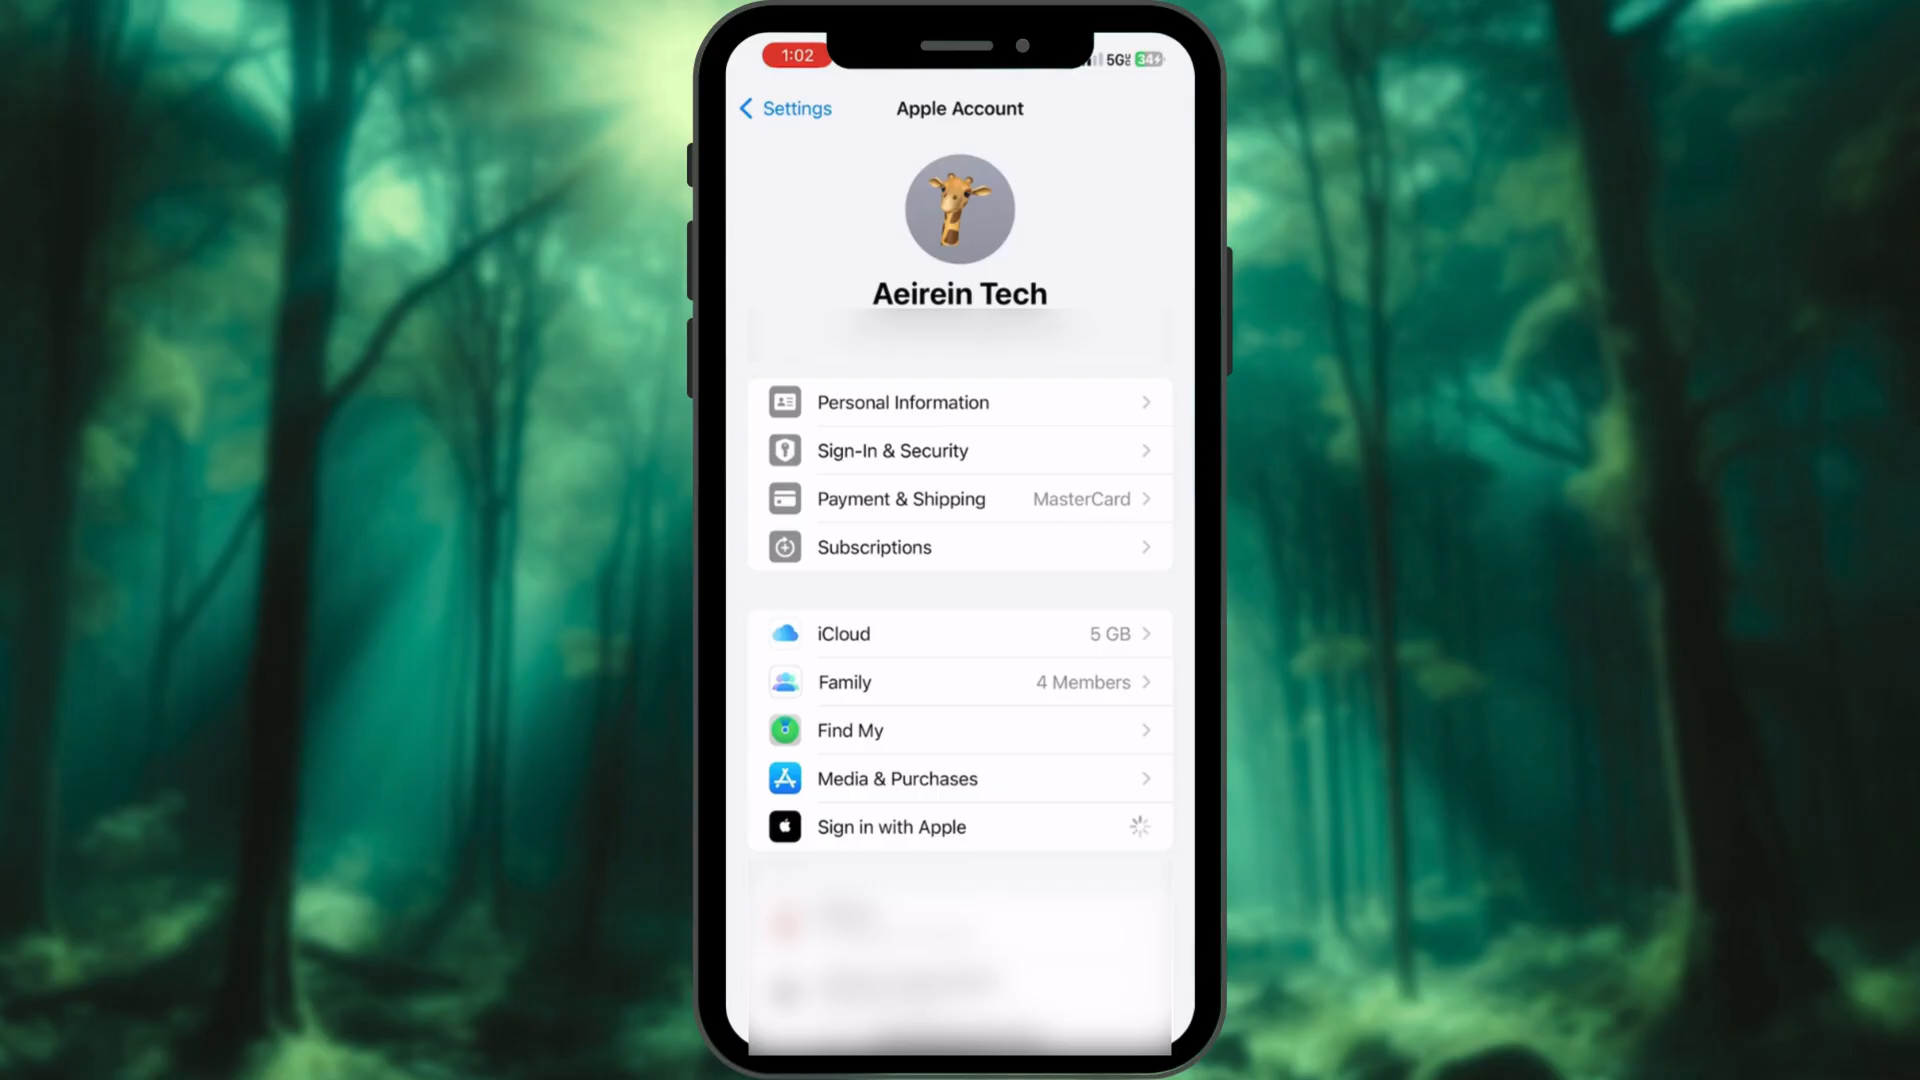 1:02
5G
34
Settings
Apple Account
Aeirein Tech
Personal Information
Sign-In & Security
Payment & Shipping MasterCard
Subscriptions
iCloud 5 GB
Family 4 Members
Find My
Media & Purchases
Sign in with Apple